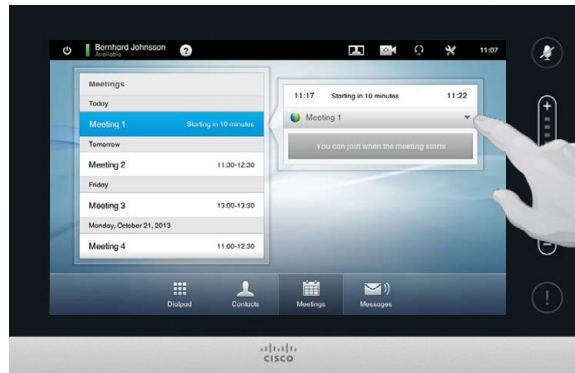 Bernhard Johnsson
Available
?
11:07
Meetings
Today
Meeting 1 Starting in 10 minutes
Tomorrow
Meeting 2 11:30-12:30
Friday
Meeting 3 13:00-13:30
Monday, October 21, 2013
Meeting 4 11:00-12:30
11:17 Starting in 10 minutes 11:22
Meeting 1
You can join when the meeting starts
+
−
!
Dialpad Contacts Meetings Messages
CISCO